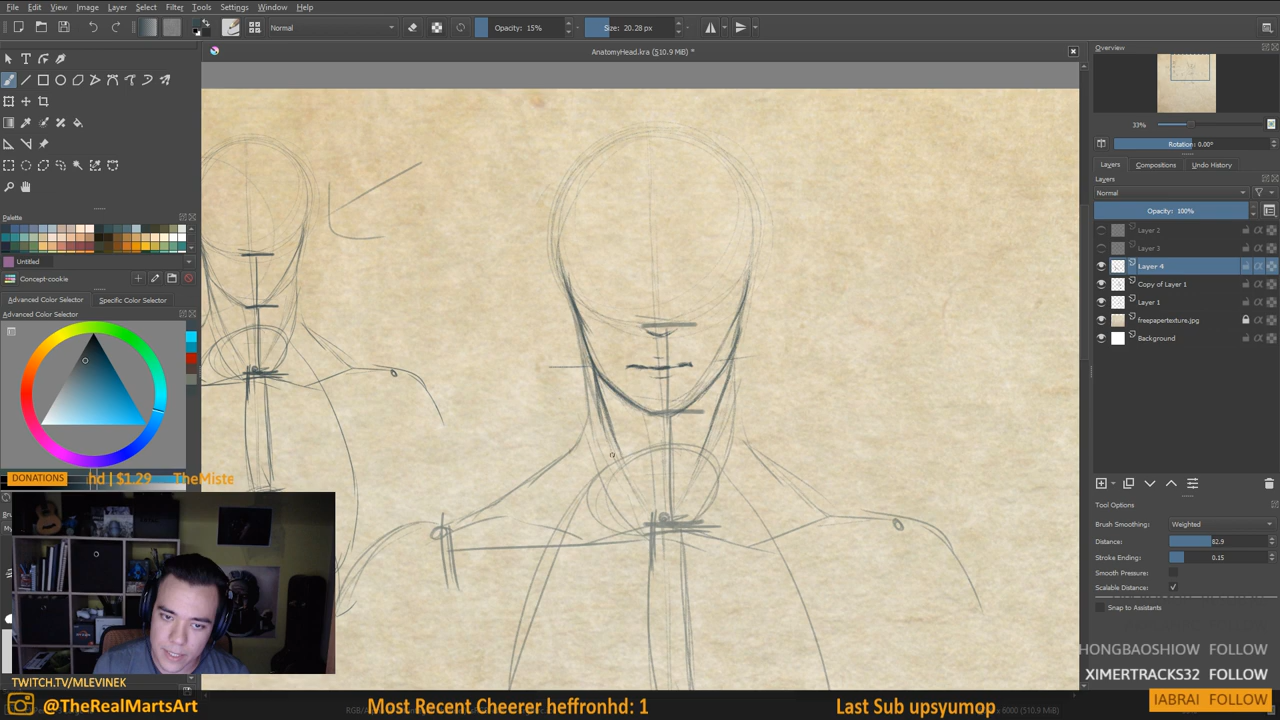 File Edit View Image Layer Select Filter Tools Settings Window Help
Normal
Opacity: 15%
Size: 20.28 px
AnatomyHead.kra (510.9 MiB) *
Overview
33%
Rotation: 0.00°
Layers Compositions Undo History
Layers
Normal
Opacity: 100%
Layer 2
Layer 3
Layer 4
Copy of Layer 1
Layer 1
freepapertexture.jpg
Background
Palette
Untitled
Concept-cookie
Advanced Color Selector Specific Color Selector
Advanced Color Selector
DONATIONS
hd | $1.29 TheMiste
Tool Options
Brush Smoothing: Weighted
Distance: 82.9
Stroke Ending: 0.15
Smooth Pressure:
Scalable Distance:
Snap to Assistants
HONGBAOSHIOW FOLLOW
XIMERTRACKS32 FOLLOW
IABRAI FOLLOW
TWITCH.TV/MLEVINEK
@TheRealMartsArt
Most Recent Cheerer heffronhd: 1
Last Sub upsyumop